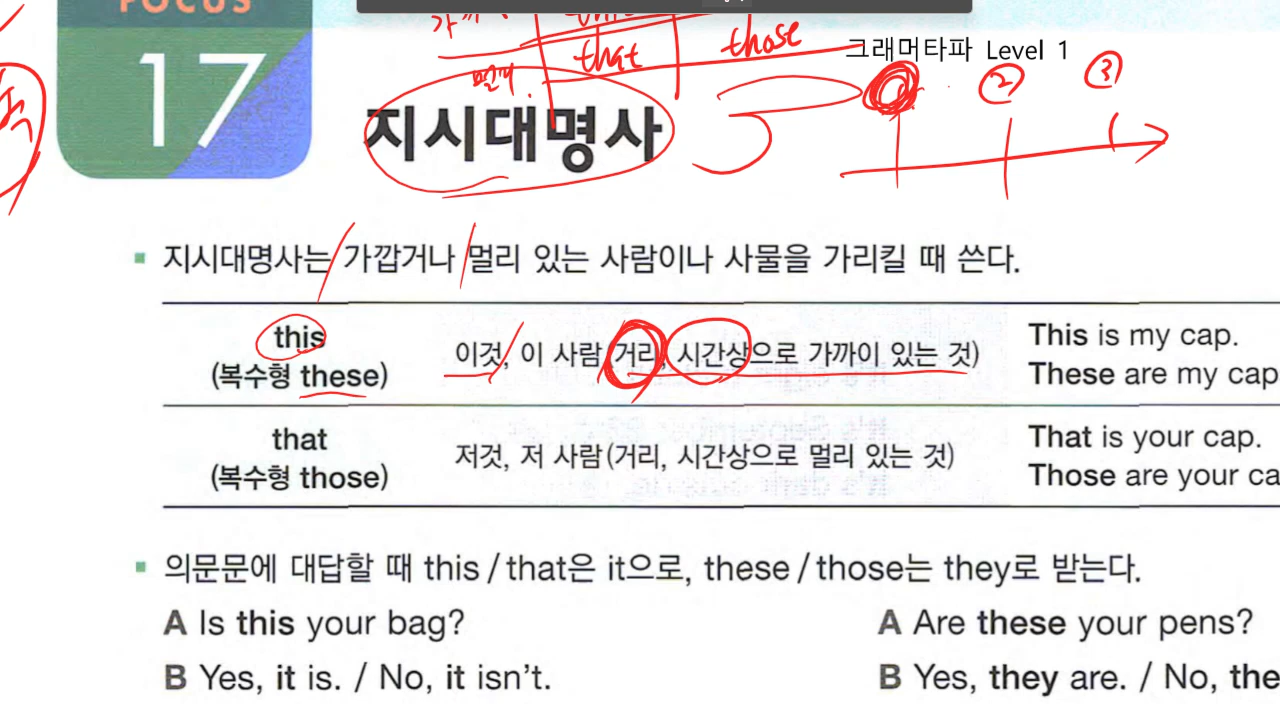 FOCUS
17
that
those
그래머타파 Level 1
②
③
지시대명사
지시대명사는 가깝거나 멀리 있는 사람이나 사물을 가리킬 때 쓴다.
this
(복수형 these)
이것, 이 사람(거리, 시간상으로 가까이 있는 것)
This is my cap.
These are my cap
that
(복수형 those)
저것, 저 사람(거리, 시간상으로 멀리 있는 것)
That is your cap.
Those are your ca
의문문에 대답할 때 this / that은 it으로, these / those는 they로 받는다.
A Is this your bag?
B Yes, it is. / No, it isn't.
A Are these your pens?
B Yes, they are. / No, the